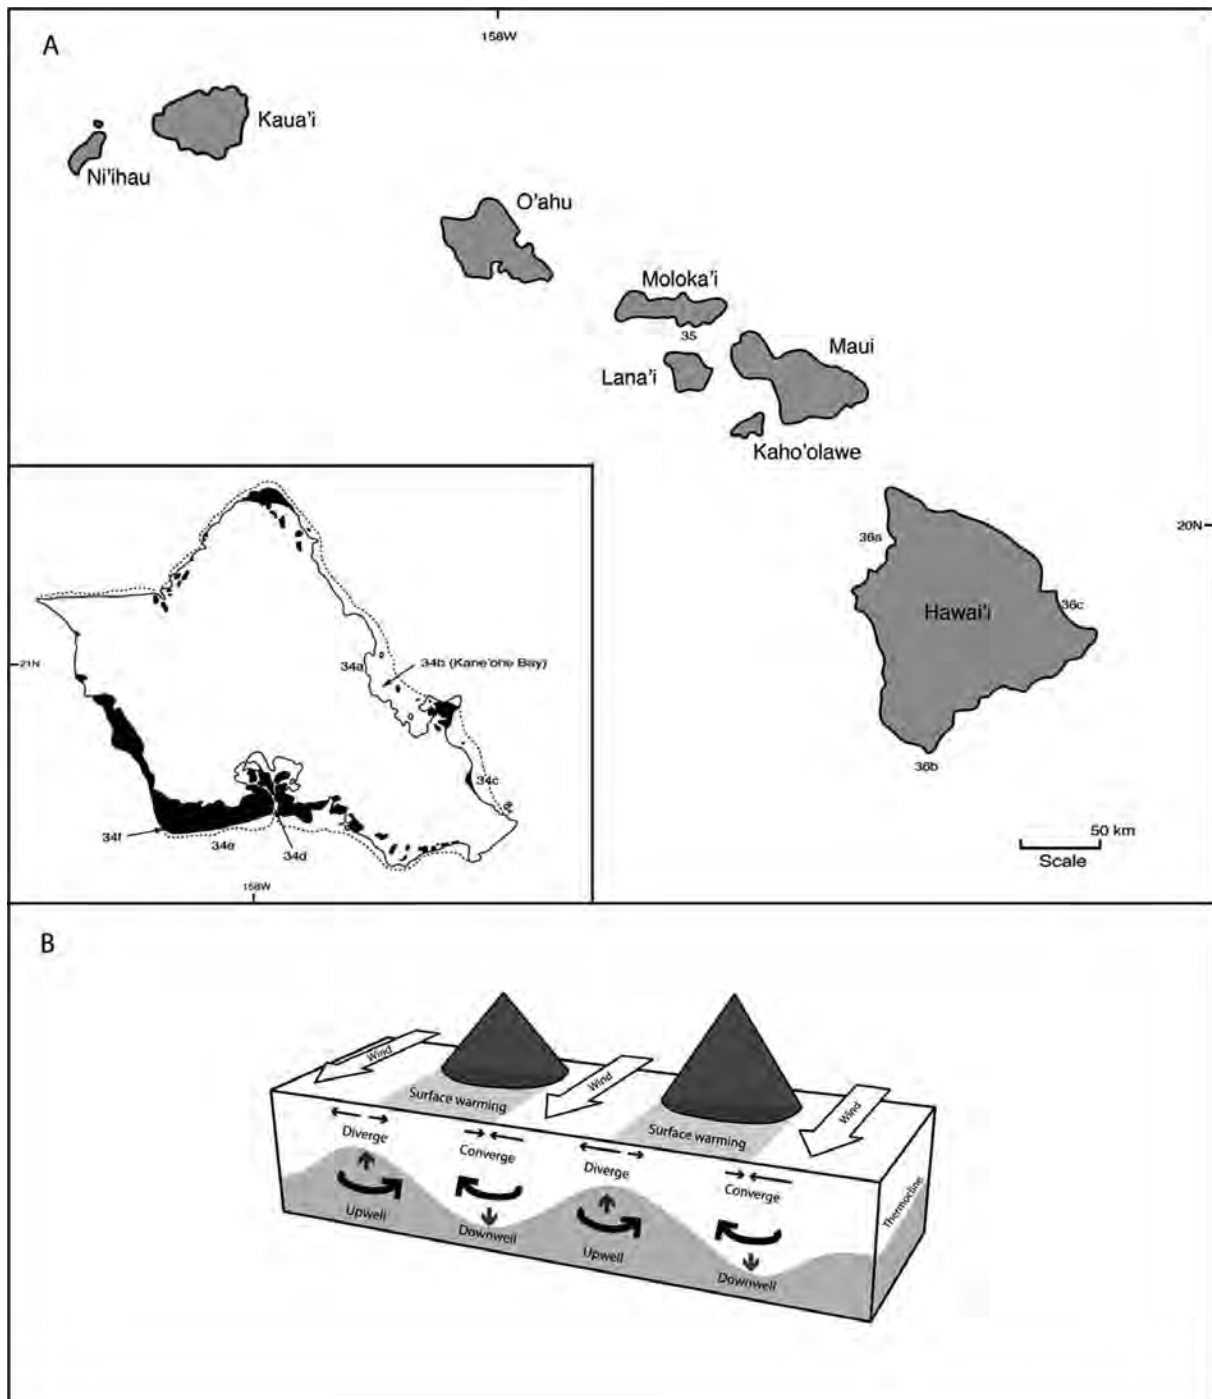 A
158W
Kaua'i
Ni'ihau
O'ahu
Moloka'i
35
Maui
Lana'i
Kaho'olawe
20N
36a
Hawai'i
36c
36b
50 km
Scale
21N
34a
34b (Kane'ohe Bay)
34c
34f
34e
34d
158W
B
Wind
Wind
Wind
Surface warming
Surface warming
Diverge
Converge
Diverge
Converge
Thermocline
Upwell
Downwell
Upwell
Downwell